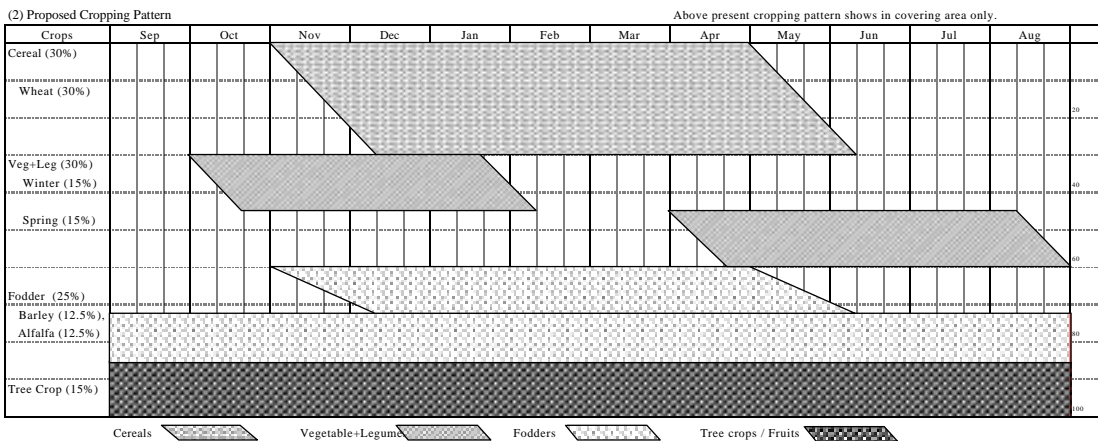 (2) Proposed Cropping Pattern
Above present cropping pattern shows in covering area only.
Crops Sep Oct Nov Dec Jan Feb Mar Apr May Jun Jul Aug
Cereal (30%)
Wheat (30%)
20
Veg+Leg (30%)
Winter (15%)
40
Spring (15%)
60
Fodder (25%)
Barley (12.5%),
Alfalfa (12.5%)
80
Tree Crop (15%)
100
Cereals Vegetable+Legume Fodders Tree crops / Fruits